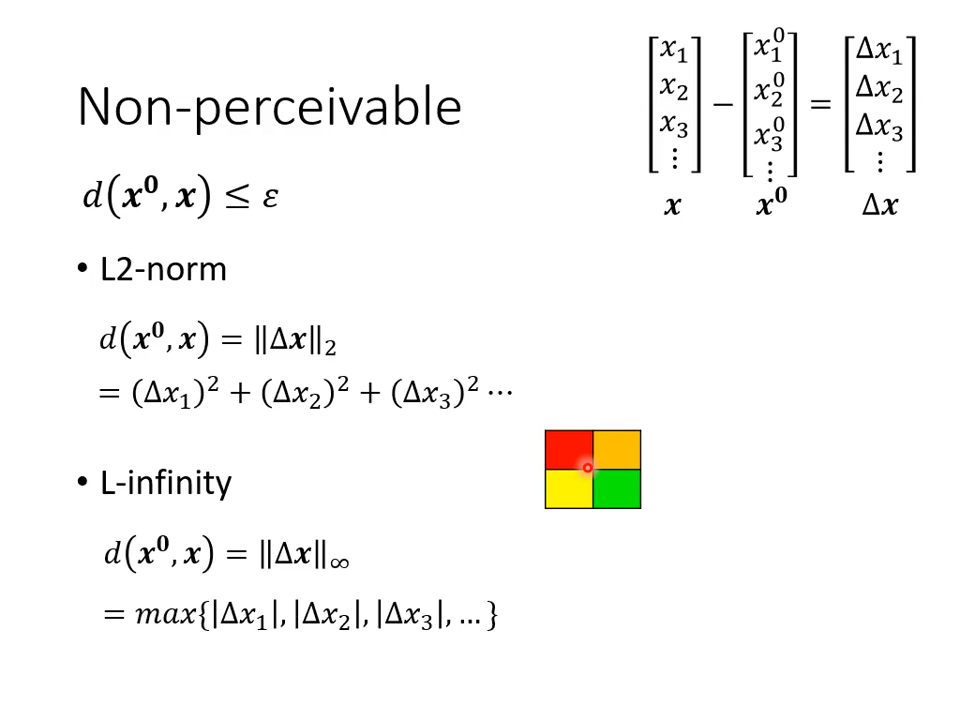 Non-perceivable
x₁ x₁⁰ Δx₁
x₂ − x₂⁰ = Δx₂
x₃ x₃⁰ Δx₃
⋮ ⋮ ⋮
x x⁰ Δx
d(x⁰, x) ≤ ε
• L2-norm
d(x⁰, x) = ‖Δx‖₂
= (Δx₁)² + (Δx₂)² + (Δx₃)² ⋯
• L-infinity
d(x⁰, x) = ‖Δx‖∞
= max{|Δx₁|, |Δx₂|, |Δx₃|, … }